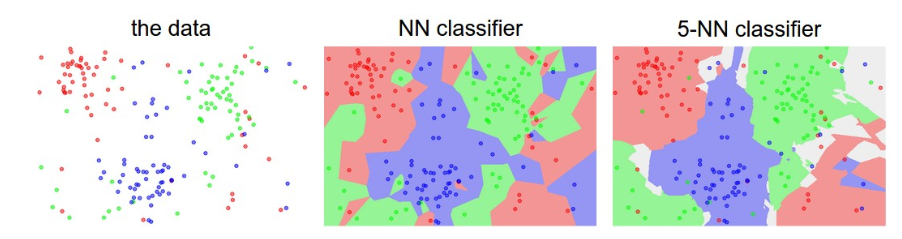 the data
NN classifier
5-NN classifier